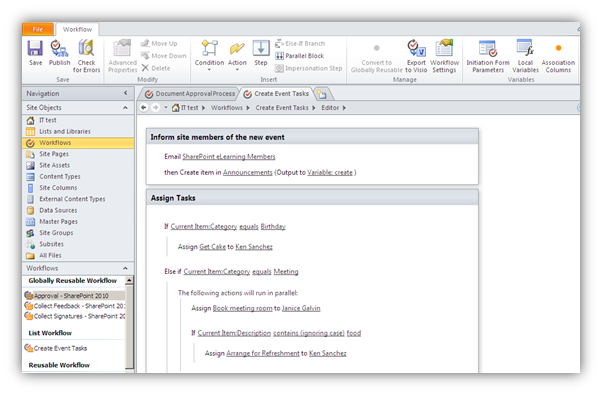 File Workflow
Save Publish Check for Errors
Advanced Properties Move Up Move Down Delete
Condition Action Step Else-If Branch Parallel Block Impersonation Step
Convert to Globally Reusable Export to Visio Workflow Settings
Initiation Form Parameters Local Variables Association Columns
Save Modify Insert Manage Variables
Navigation
Document Approval Process Create Event Tasks
Site Objects
IT test Workflows Create Event Tasks Editor
IT test
Lists and Libraries
Workflows
Site Pages
Site Assets
Content Types
Site Columns
External Content Types
Data Sources
Master Pages
Site Groups
Subsites
All Files
Workflows
Globally Reusable Workflow
Approval - SharePoint 2010
Collect Feedback - SharePoint 201
Collect Signatures - SharePoint 2
List Workflow
Create Event Tasks
Reusable Workflow
Inform site members of the new event
Email SharePoint eLearning Members
then Create item in Announcements (Output to Variable: create )
Assign Tasks
If Current Item:Category equals Birthday
Assign Get Cake to Ken Sanchez
Else if Current Item:Category equals Meeting
The following actions will run in parallel:
Assign Book meeting room to Janice Galvin
If Current Item:Description contains (ignoring case) food
Assign Arrange for Refreshment to Ken Sanchez